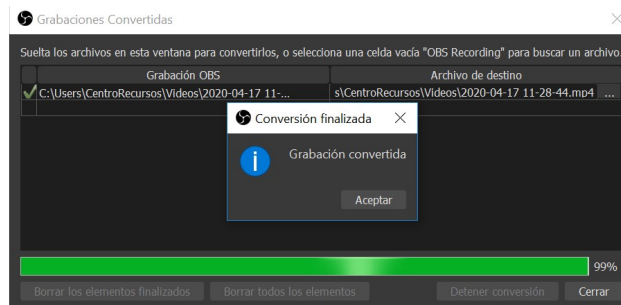 Grabaciones Convertidas
Suelta los archivos en esta ventana para convertirlos, o selecciona una celda vacía "OBS Recording" para buscar un archivo.
Grabación OBS
Archivo de destino
C:\Users\CentroRecursos\Videos\2020-04-17 11-...
s\CentroRecursos\Videos\2020-04-17 11-28-44.mp4 ...
Conversión finalizada
Grabación convertida
Aceptar
99%
Borrar los elementos finalizados
Borrar todos los elementos
Detener conversión
Cerrar